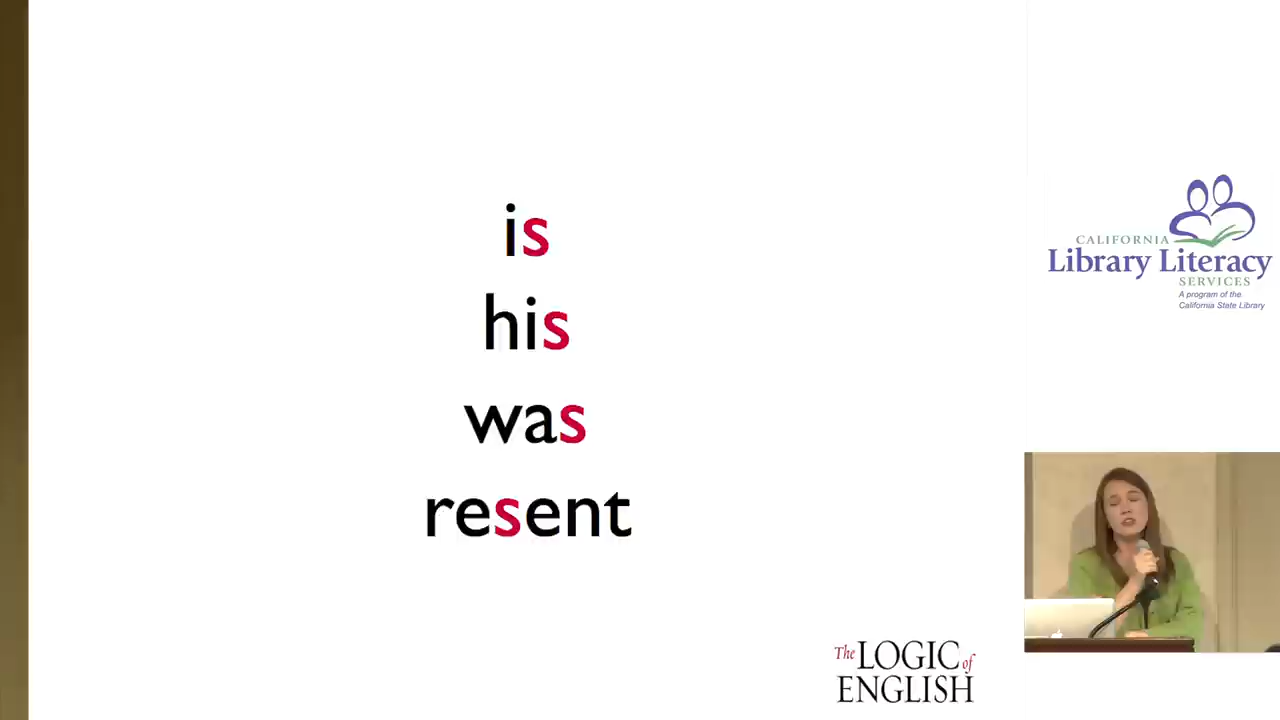 is
his
was
resent
CALIFORNIA
Library Literacy
SERVICES
A program of the
California State Library
The LOGIC of
ENGLISH